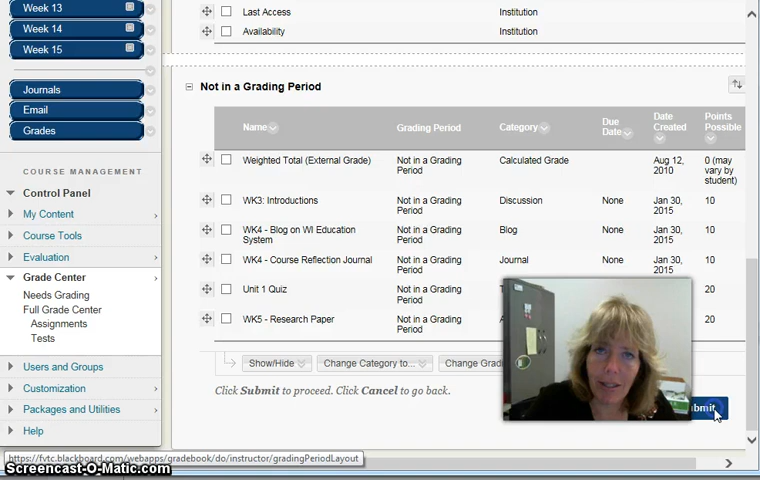 Week 13
Week 14
Week 15
Journals
Email
Grades
COURSE MANAGEMENT
Control Panel
My Content
Course Tools
Evaluation
Grade Center
Needs Grading
Full Grade Center
Assignments
Tests
Users and Groups
Customization
Packages and Utilities
Help
Last Access Institution
Availability Institution
Not in a Grading Period
Name Grading Period Category Due Date Date Created Points Possible
Weighted Total (External Grade) Not in a Grading Period Calculated Grade Aug 12, 2010 0 (may vary by student)
WK3: Introductions Not in a Grading Period Discussion None Jan 30, 2015 10
WK4 - Blog on WI Education System Not in a Grading Period Blog None Jan 30, 2015 10
WK4 - Course Reflection Journal Not in a Grading Period Journal None Jan 30, 2015 10
Unit 1 Quiz Not in a Grading Period 20
WK5 - Research Paper Not in a Grading Period 20
Show/Hide Change Category to... Change Grad
Click Submit to proceed. Click Cancel to go back.
ubmit
https://fvtc.blackboard.com/webapps/gradebook/do/instructor/gradingPeriodLayout
Screencast-O-Matic.com